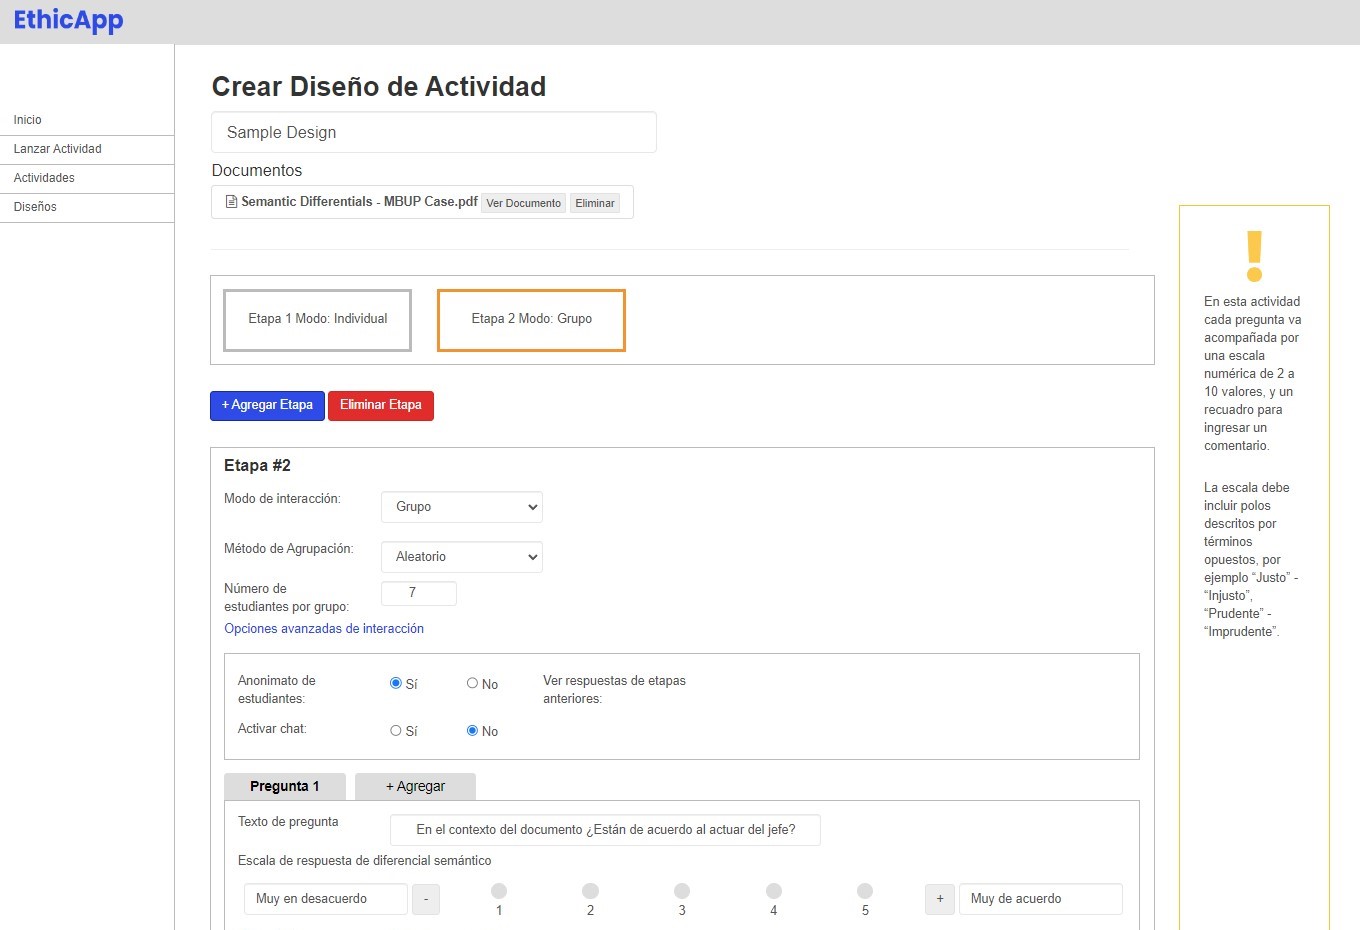 EthicApp
Inicio
Lanzar Actividad
Actividades
Diseños
Crear Diseño de Actividad
Sample Design
Documentos
Semantic Differentials - MBUP Case.pdf Ver Documento Eliminar
Etapa 1 Modo: Individual
Etapa 2 Modo: Grupo
+ Agregar Etapa Eliminar Etapa
Etapa #2
Modo de interacción: Grupo
Método de Agrupación: Aleatorio
Número de
estudiantes por grupo: 7
Opciones avanzadas de interacción
Anonimato de
estudiantes: Sí No
Ver respuestas de etapas
anteriores:
Activar chat: Sí No
Pregunta 1 + Agregar
Texto de pregunta En el contexto del documento ¿Están de acuerdo al actuar del jefe?
Escala de respuesta de diferencial semántico
Muy en desacuerdo - 1 2 3 4 5 + Muy de acuerdo
!
En esta actividad
cada pregunta va
acompañada por
una escala
numérica de 2 a
10 valores, y un
recuadro para
ingresar un
comentario.
La escala debe
incluir polos
descritos por
términos
opuestos, por
ejemplo “Justo” -
“Injusto”,
“Prudente” -
“Imprudente”.